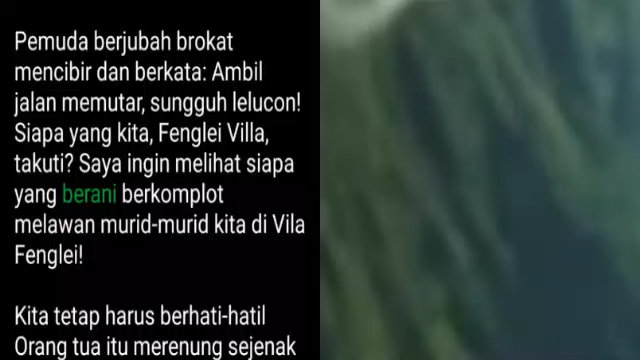 Pemuda berjubah brokat
mencibir dan berkata: Ambil
jalan memutar, sungguh lelucon!
Siapa yang kita, Fenglei Villa,
takuti? Saya ingin melihat siapa
yang berani berkomplot
melawan murid-murid kita di Vila
Fenglei!
Kita tetap harus berhati-hatil
Orang tua itu merenung sejenak